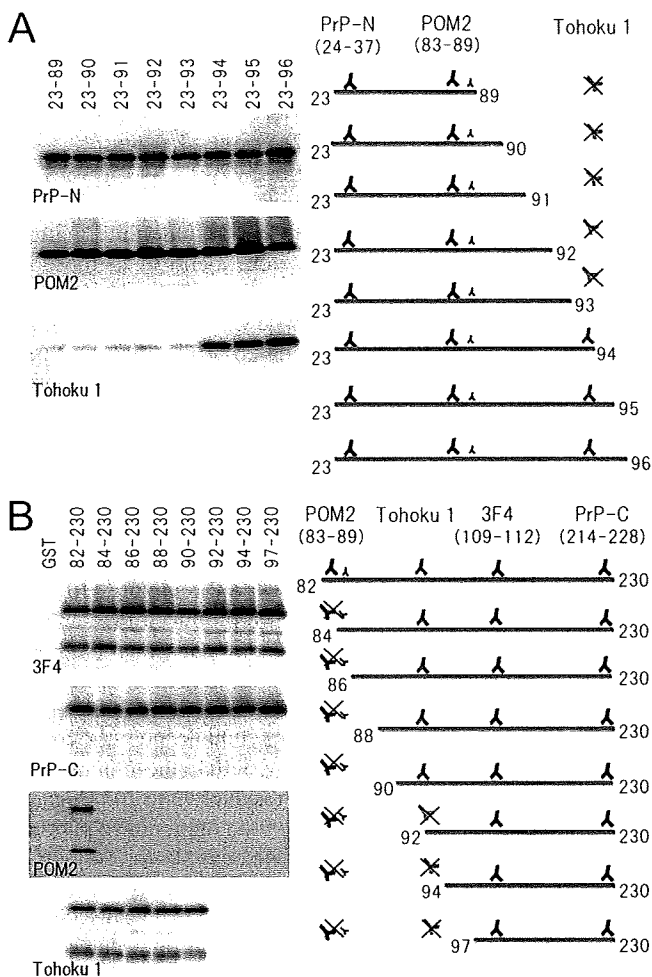 A
PrP-N
(24-37)
POM2
(83-89)
Tohoku 1
23-89
23-90
23-91
23-92
23-93
23-94
23-95
23-96
PrP-N
POM2
Tohoku 1
23 89
23 90
23 91
23 92
23 93
23 94
23 95
23 96
B
GST
82-230
84-230
86-230
88-230
90-230
92-230
94-230
97-230
POM2
(83-89)
Tohoku 1
3F4
(109-112)
PrP-C
(214-228)
3F4
PrP-C
POM2
Tohoku 1
82 230
84 230
86 230
88 230
90 230
92 230
94 230
97 230